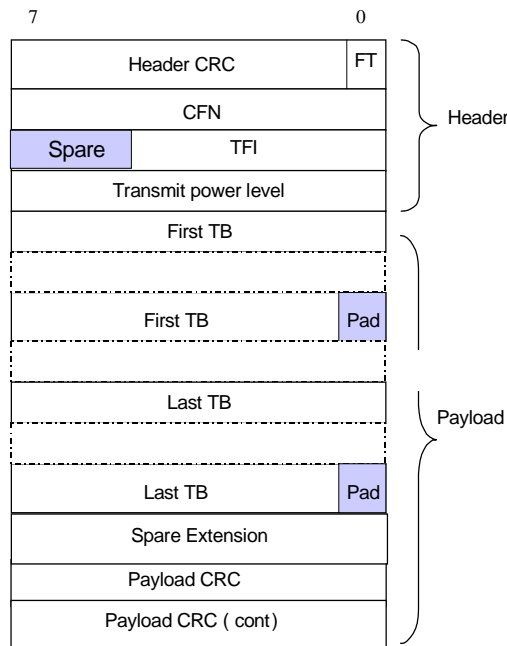 7 0
Header CRC FT
CFN
Spare TFI
Transmit power level
First TB
First TB Pad
Last TB
Last TB Pad
Spare Extension
Payload CRC
Payload CRC ( cont)
Header
Payload